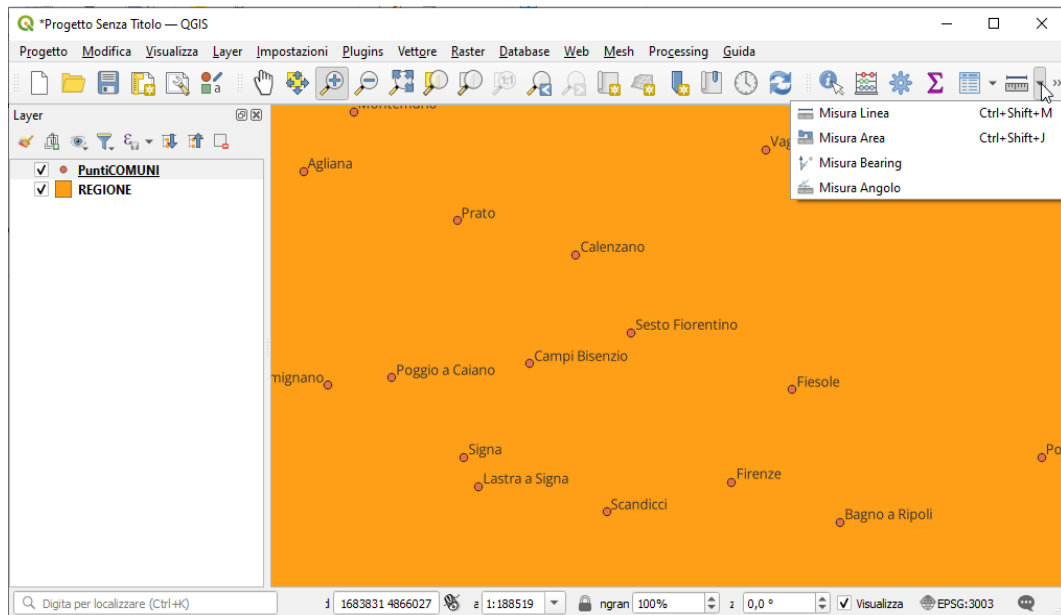 *Progetto Senza Titolo — QGIS
Progetto Modifica Visualizza Layer Impostazioni Plugins Vettore Raster Database Web Mesh Processing Guida
Layer
PuntiCOMUNI
REGIONE
Misura Linea Ctrl+Shift+M
Misura Area Ctrl+Shift+J
Misura Bearing
Misura Angolo
Agliana
Prato
Calenzano
Sesto Fiorentino
Campi Bisenzio
Poggio a Caiano
mignano
Fiesole
Signa
Lastra a Signa
Firenze
Scandicci
Bagno a Ripoli
Po
Vag
Digita per localizzare (Ctrl+K)
1683831 4866027
1:188519
ngran 100%
0,0 °
Visualizza
EPSG:3003